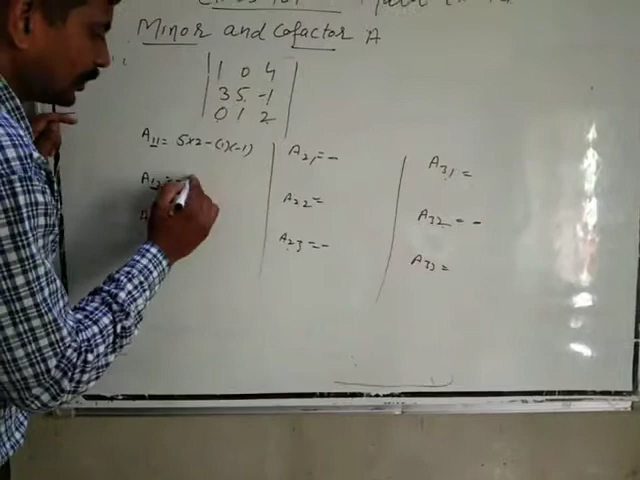 Minor and Cofactor A
1 0 4
3 5 -1
0 1 2
A11 = 5×2-(1)(-1)
A12 = -
A21 = -
A22 =
A23 = -
A31 =
A32 = -
A33 =